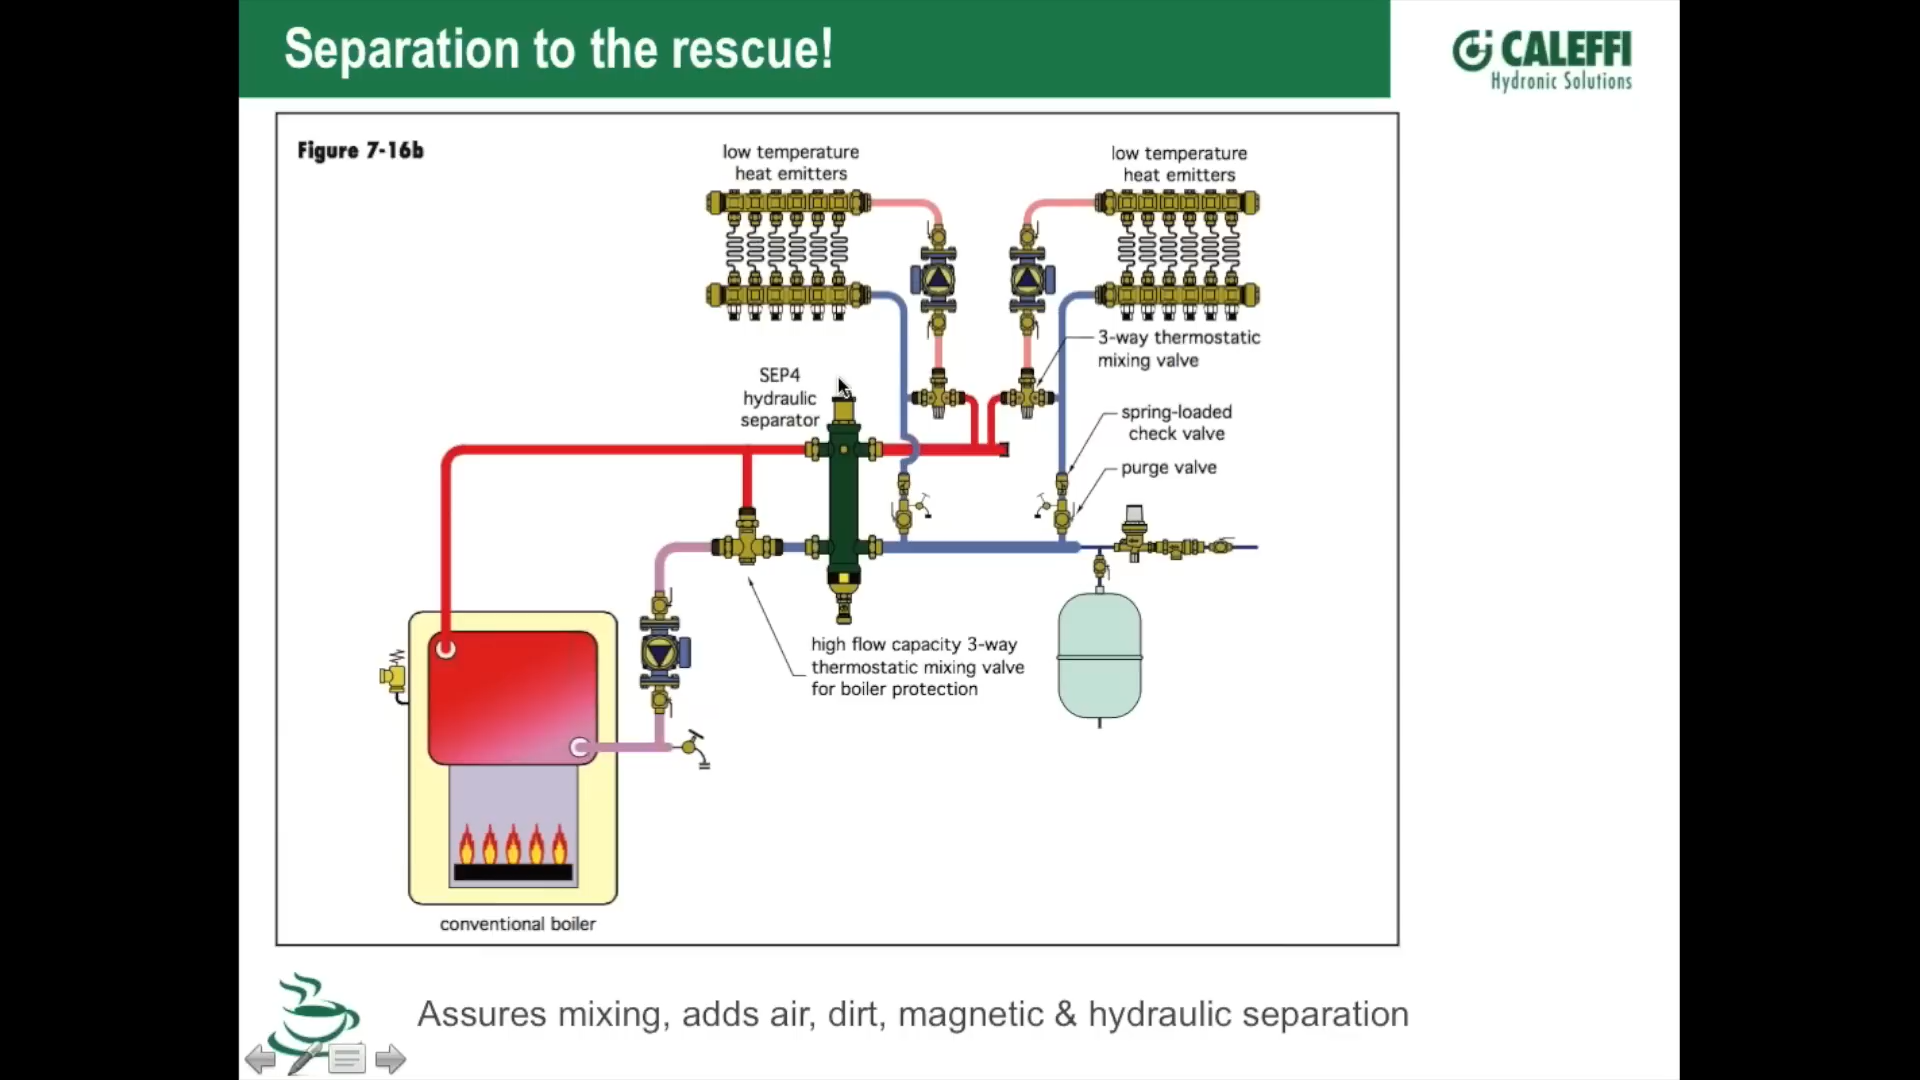 Separation to the rescue!
CALEFFI
Hydronic Solutions
Figure 7-16b
low temperature
heat emitters
low temperature
heat emitters
3-way thermostatic
mixing valve
SEP4
hydraulic
separator
spring-loaded
check valve
purge valve
high flow capacity 3-way
thermostatic mixing valve
for boiler protection
conventional boiler
Assures mixing, adds air, dirt, magnetic & hydraulic separation